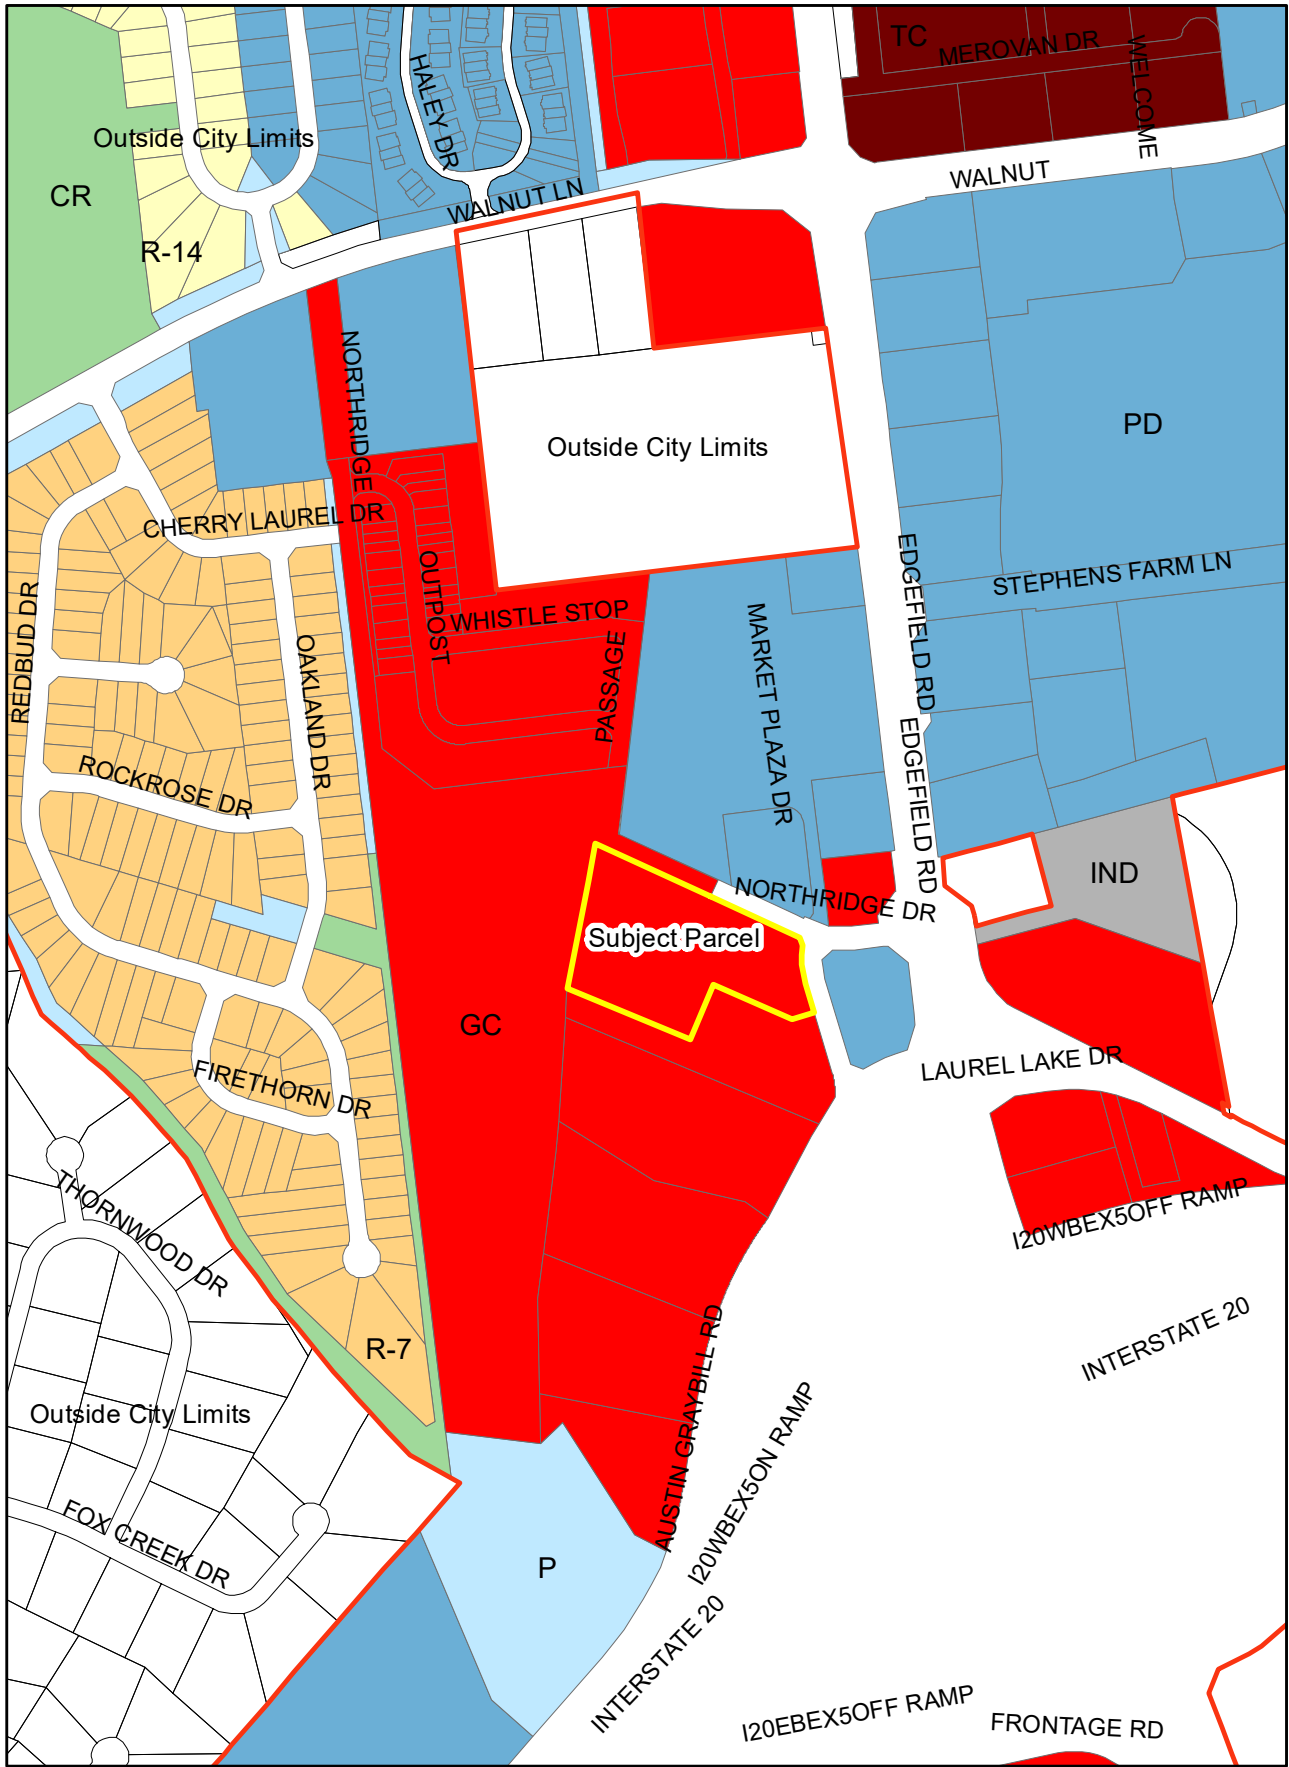 TC
MEROVAN DR
WELCOME
HALEY DR
Outside City Limits
CR
WALNUT
WALNUT LN
R-14
NORTHRIDGE
Outside City Limits
PD
CHERRY LAUREL DR
OUTPOST
EDGEFIELD RD
STEPHENS FARM LN
WHISTLE STOP
REDBUD DR
OAKLAND DR
PASSAGE
MARKET PLAZA DR
EDGEFIELD RD
ROCKROSE DR
IND
NORTHRIDGE DR
Subject Parcel
GC
LAUREL LAKE DR
FIRETHORN DR
THORNWOOD DR
I20WBEX5OFF RAMP
INTERSTATE 20
R-7
AUSTIN GRAYBILL RD
I20WBEX5ON RAMP
Outside City Limits
FOX CREEK DR
P
INTERSTATE 20
I20EBEX5OFF RAMP
FRONTAGE RD